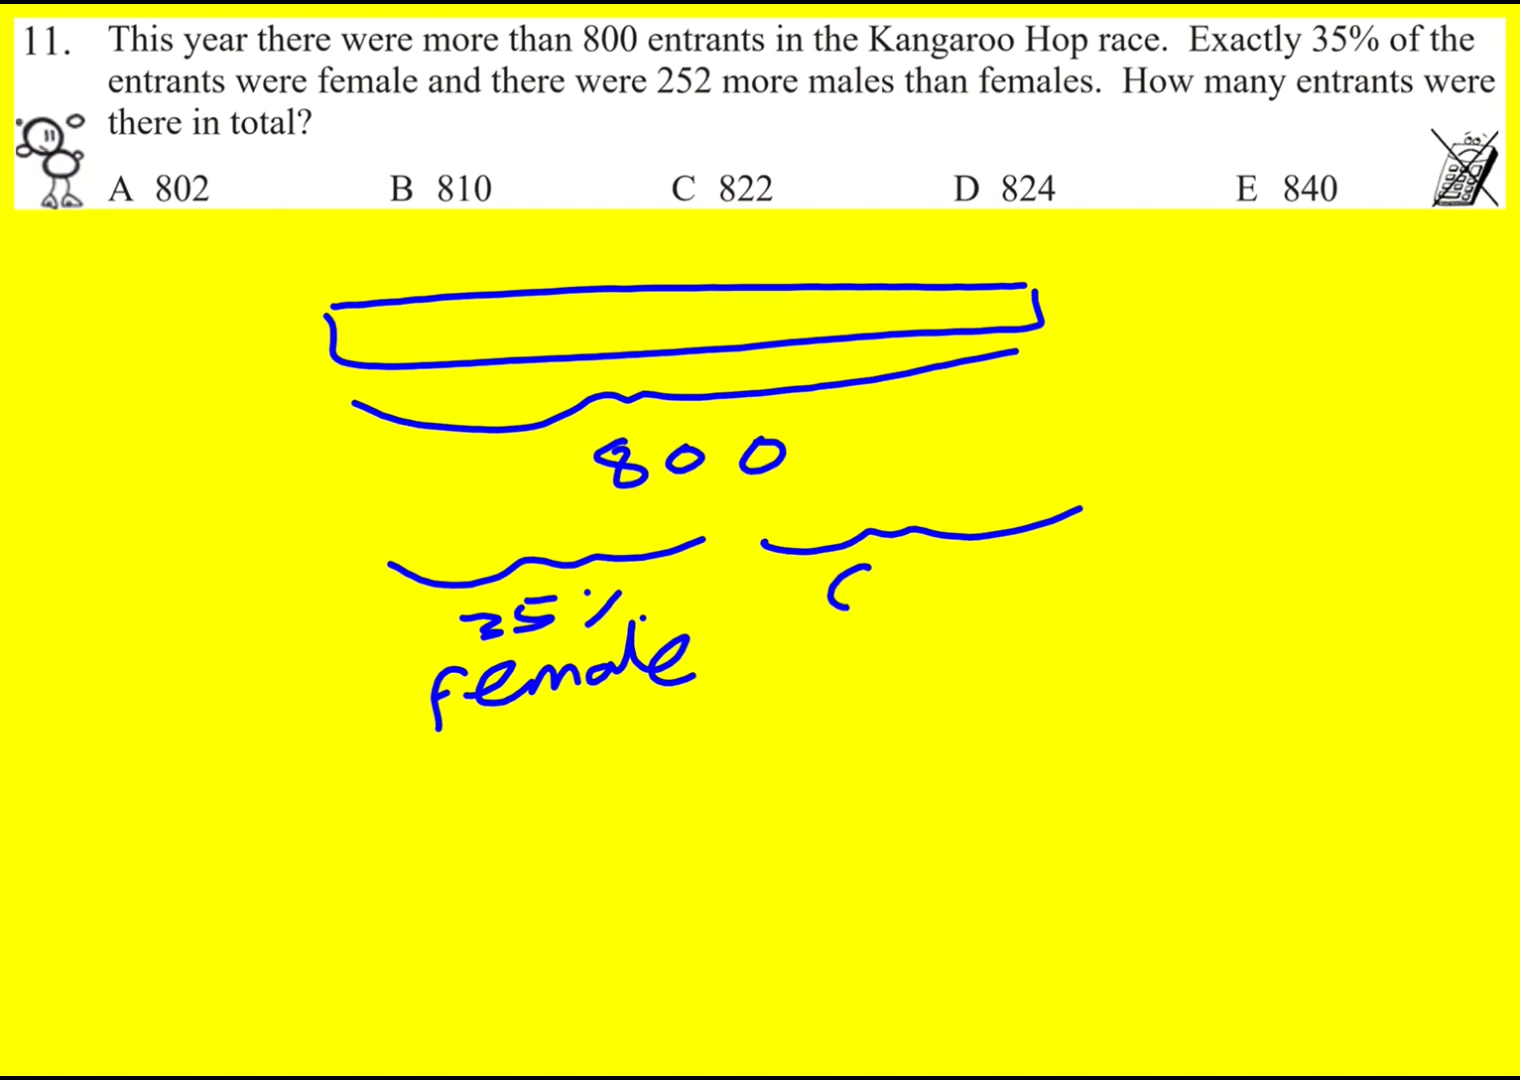 11. This year there were more than 800 entrants in the Kangaroo Hop race. Exactly 35% of the
entrants were female and there were 252 more males than females. How many entrants were
there in total?
A 802 B 810 C 822 D 824 E 840
800
35%
female